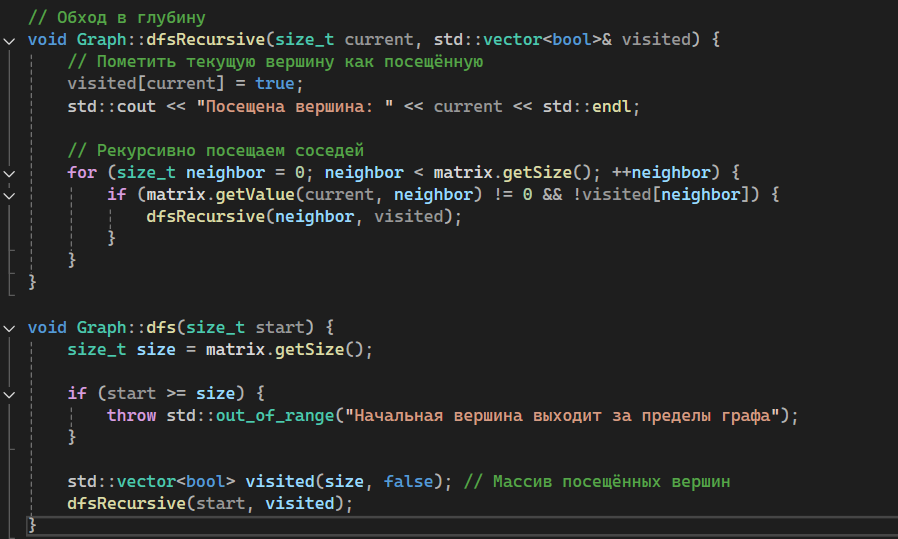 // Обход в глубину
void Graph::dfsRecursive(size_t current, std::vector<bool>& visited) {
    // Пометить текущую вершину как посещённую
    visited[current] = true;
    std::cout << "Посещена вершина: " << current << std::endl;

    // Рекурсивно посещаем соседей
    for (size_t neighbor = 0; neighbor < matrix.getSize(); ++neighbor) {
        if (matrix.getValue(current, neighbor) != 0 && !visited[neighbor]) {
            dfsRecursive(neighbor, visited);
        }
    }
}

void Graph::dfs(size_t start) {
    size_t size = matrix.getSize();

    if (start >= size) {
        throw std::out_of_range("Начальная вершина выходит за пределы графа");
    }

    std::vector<bool> visited(size, false); // Массив посещённых вершин
    dfsRecursive(start, visited);
}